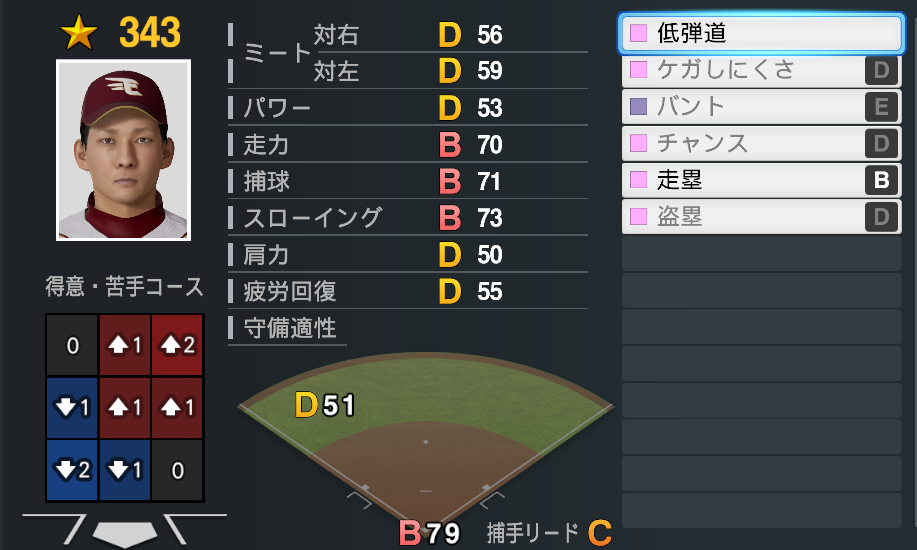 343
ミート 対右 D 56
対左 D 59
パワー D 53
走力 B 70
捕球 B 71
スローイング B 73
肩力 D 50
疲労回復 D 55
守備適性
D 51
B 79 捕手リード C
得意・苦手コース
0 1 2
1 1 1
2 1 0
低弾道
ケガしにくさ D
バント E
チャンス D
走塁 B
盗塁 D